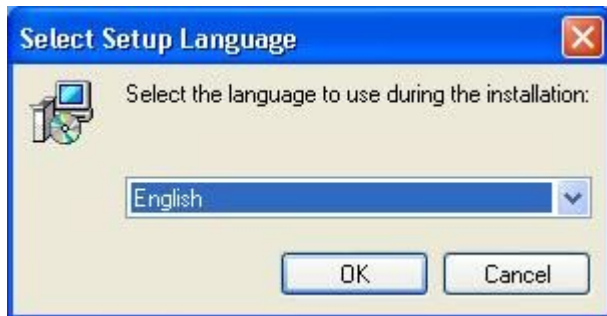 Select Setup Language
Select the language to use during the installation:
English
OK
Cancel